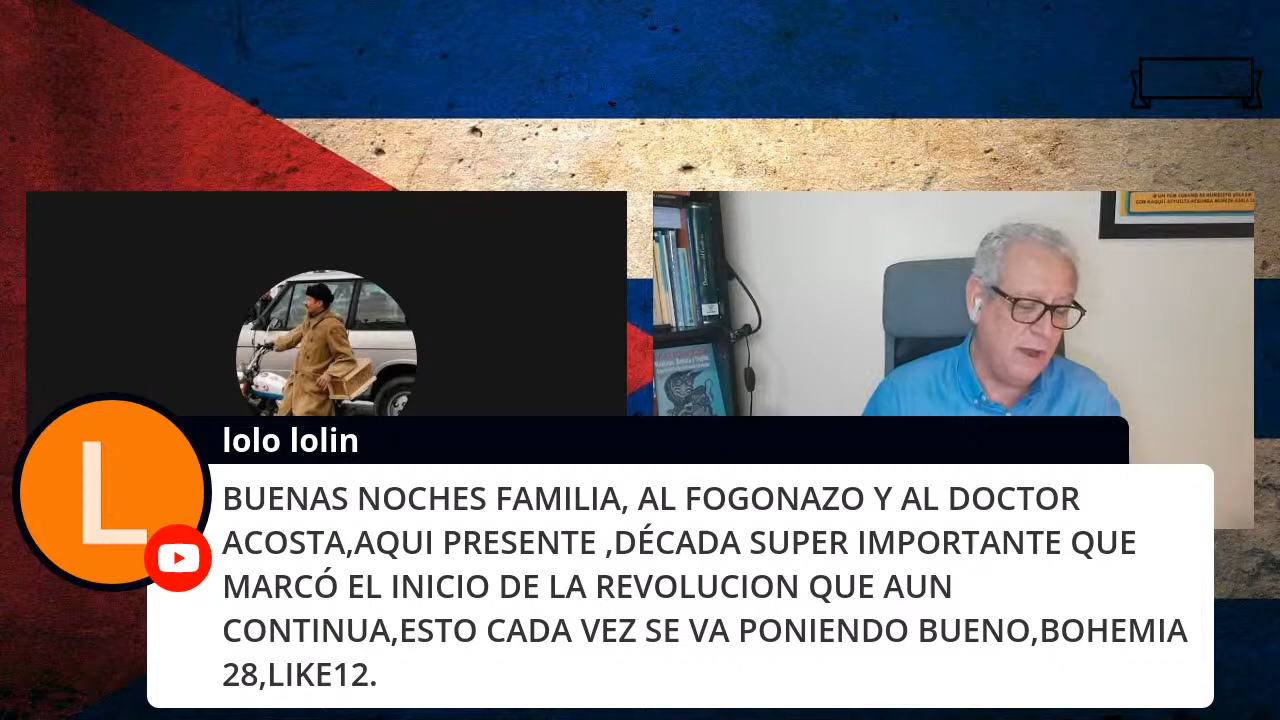 lolo lolin
BUENAS NOCHES FAMILIA, AL FOGONAZO Y AL DOCTOR
ACOSTA,AQUI PRESENTE ,DÉCADA SUPER IMPORTANTE QUE
MARCÓ EL INICIO DE LA REVOLUCION QUE AUN
CONTINUA,ESTO CADA VEZ SE VA PONIENDO BUENO,BOHEMIA
28,LIKE12.
L